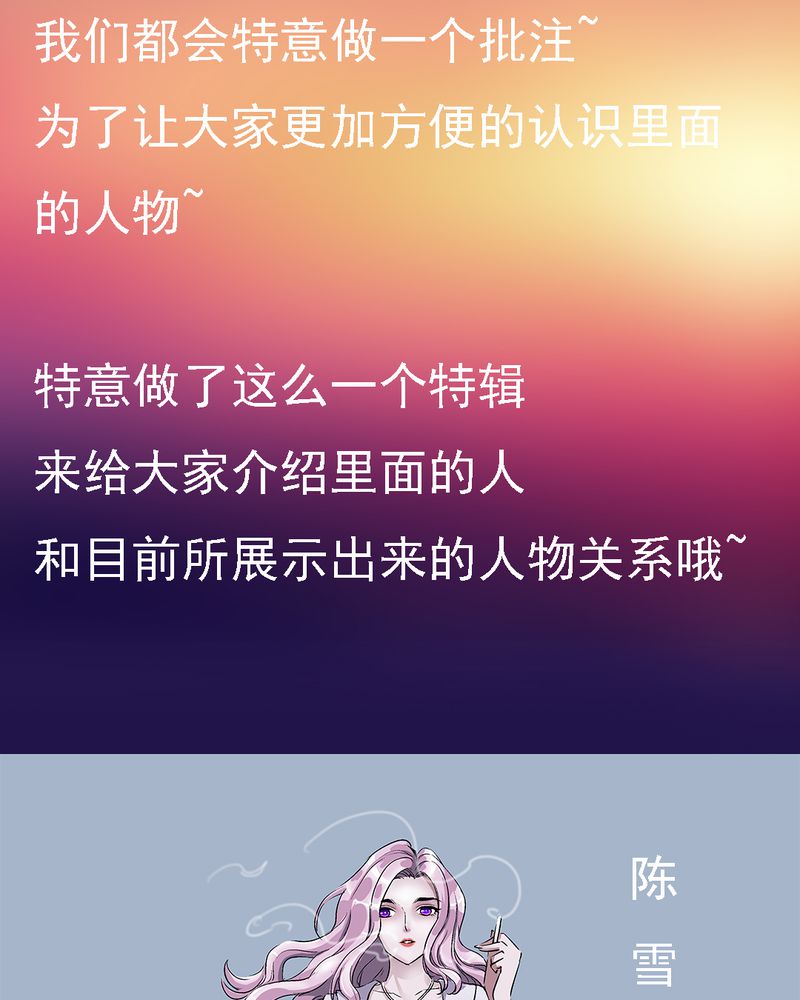 我们都会特意做一个批注~
为了让大家更加方便的认识里面
的人物~
特意做了这么一个特辑
来给大家介绍里面的人
和目前所展示出来的人物关系哦~
陈雪